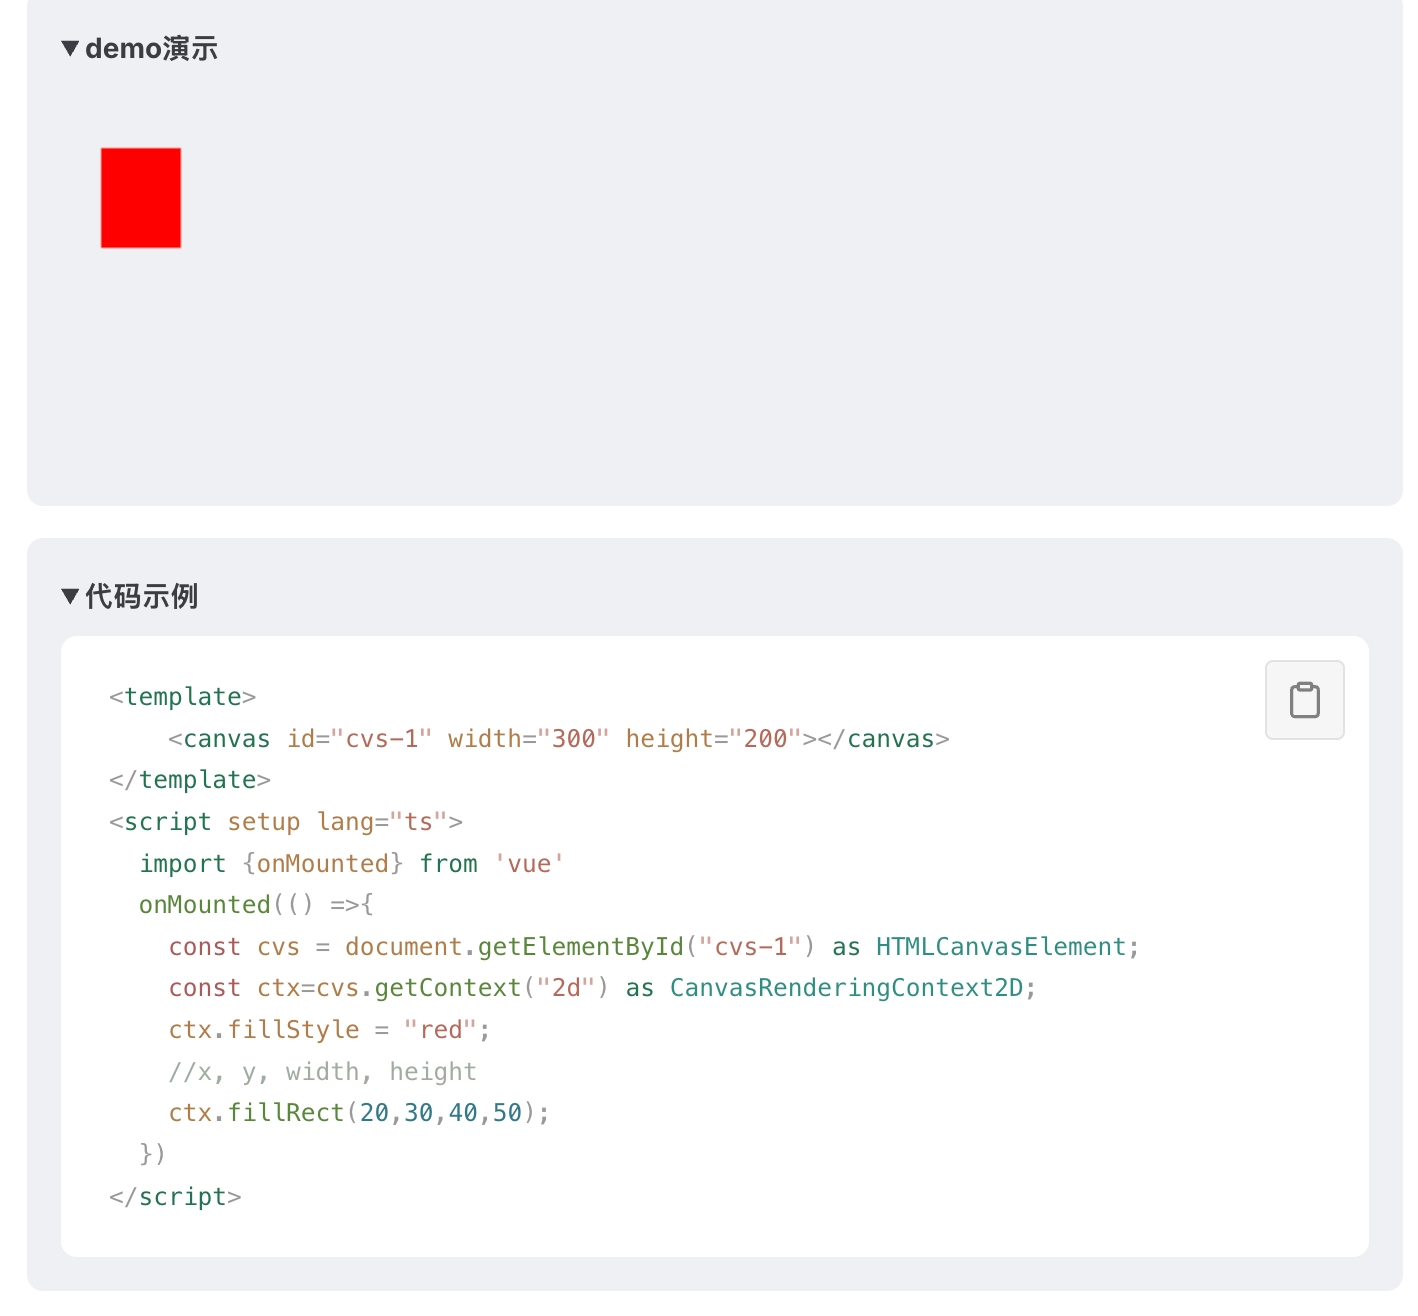 ▼demo演示
▼代码示例
<template>
    <canvas id="cvs-1" width="300" height="200"></canvas>
</template>
<script setup lang="ts">
  import {onMounted} from 'vue'
  onMounted(() =>{
    const cvs = document.getElementById("cvs-1") as HTMLCanvasElement;
    const ctx=cvs.getContext("2d") as CanvasRenderingContext2D;
    ctx.fillStyle = "red";
    //x, y, width, height
    ctx.fillRect(20,30,40,50);
  })
</script>